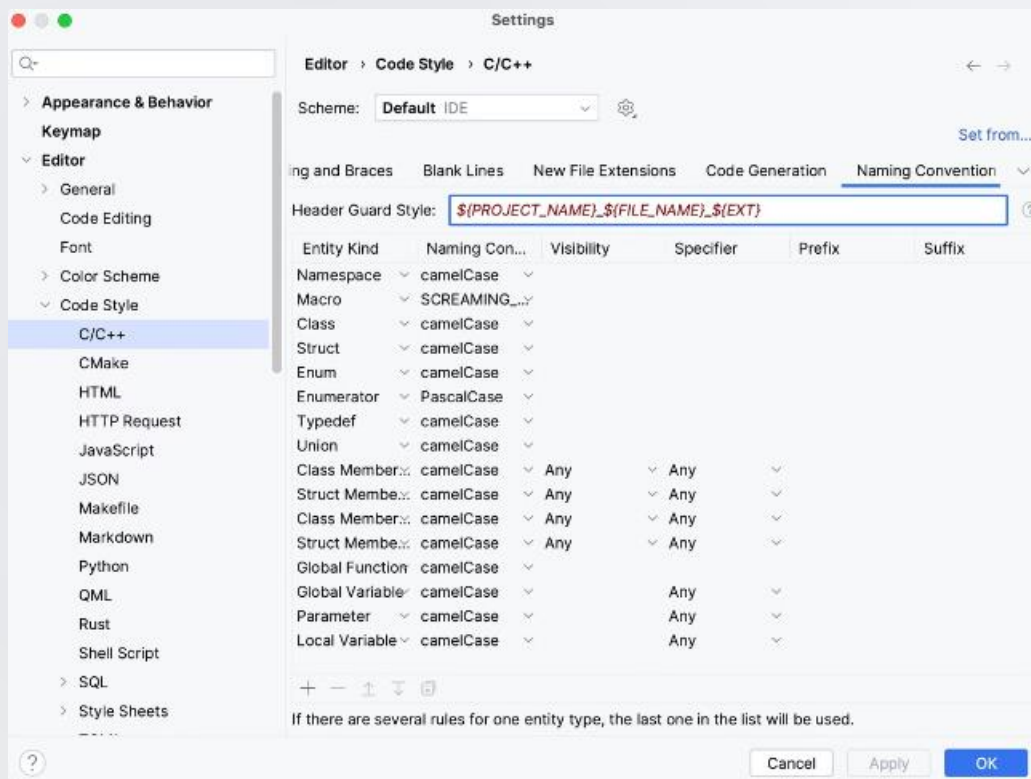 Settings
Appearance & Behavior
Keymap
Editor
General
Code Editing
Font
Color Scheme
Code Style
C/C++
CMake
HTML
HTTP Request
JavaScript
JSON
Makefile
Markdown
Python
QML
Rust
Shell Script
SQL
Style Sheets
Editor › Code Style › C/C++
Scheme: Default IDE
Set from...
ing and Braces Blank Lines New File Extensions Code Generation Naming Convention
Header Guard Style: ${PROJECT_NAME}_${FILE_NAME}_${EXT}
Entity Kind Naming Con... Visibility Specifier Prefix Suffix
Namespace camelCase
Macro SCREAMING_...
Class camelCase
Struct camelCase
Enum camelCase
Enumerator PascalCase
Typedef camelCase
Union camelCase
Class Member... camelCase Any Any
Struct Membe... camelCase Any Any
Class Member... camelCase Any Any
Struct Membe... camelCase Any Any
Global Function camelCase
Global Variable camelCase Any
Parameter camelCase Any
Local Variable camelCase Any
If there are several rules for one entity type, the last one in the list will be used.
? Cancel Apply OK